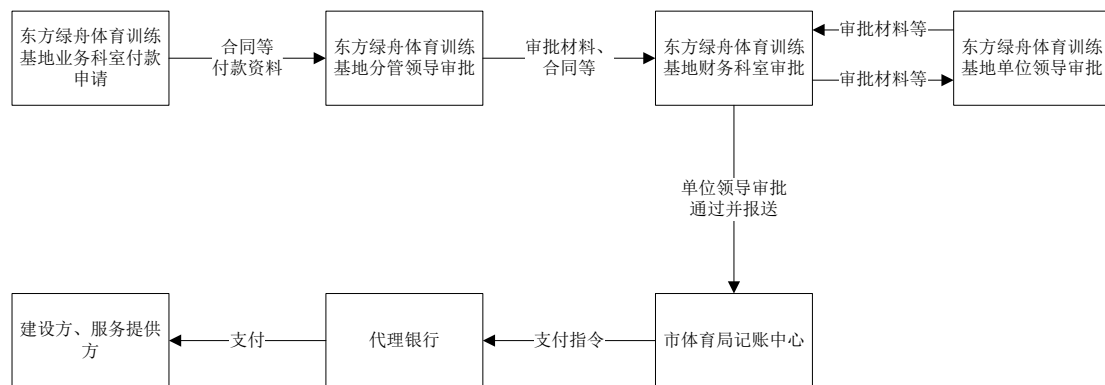 东方绿舟体育训练
基地业务科室付款
申请
合同等
付款资料
东方绿舟体育训练
基地分管领导审批
审批材料、
合同等
东方绿舟体育训练
基地财务科室审批
审批材料等
审批材料等
东方绿舟体育训练
基地单位领导审批
单位领导审批
通过并报送
市体育局记账中心
支付指令
代理银行
支付
建设方、服务提供
方